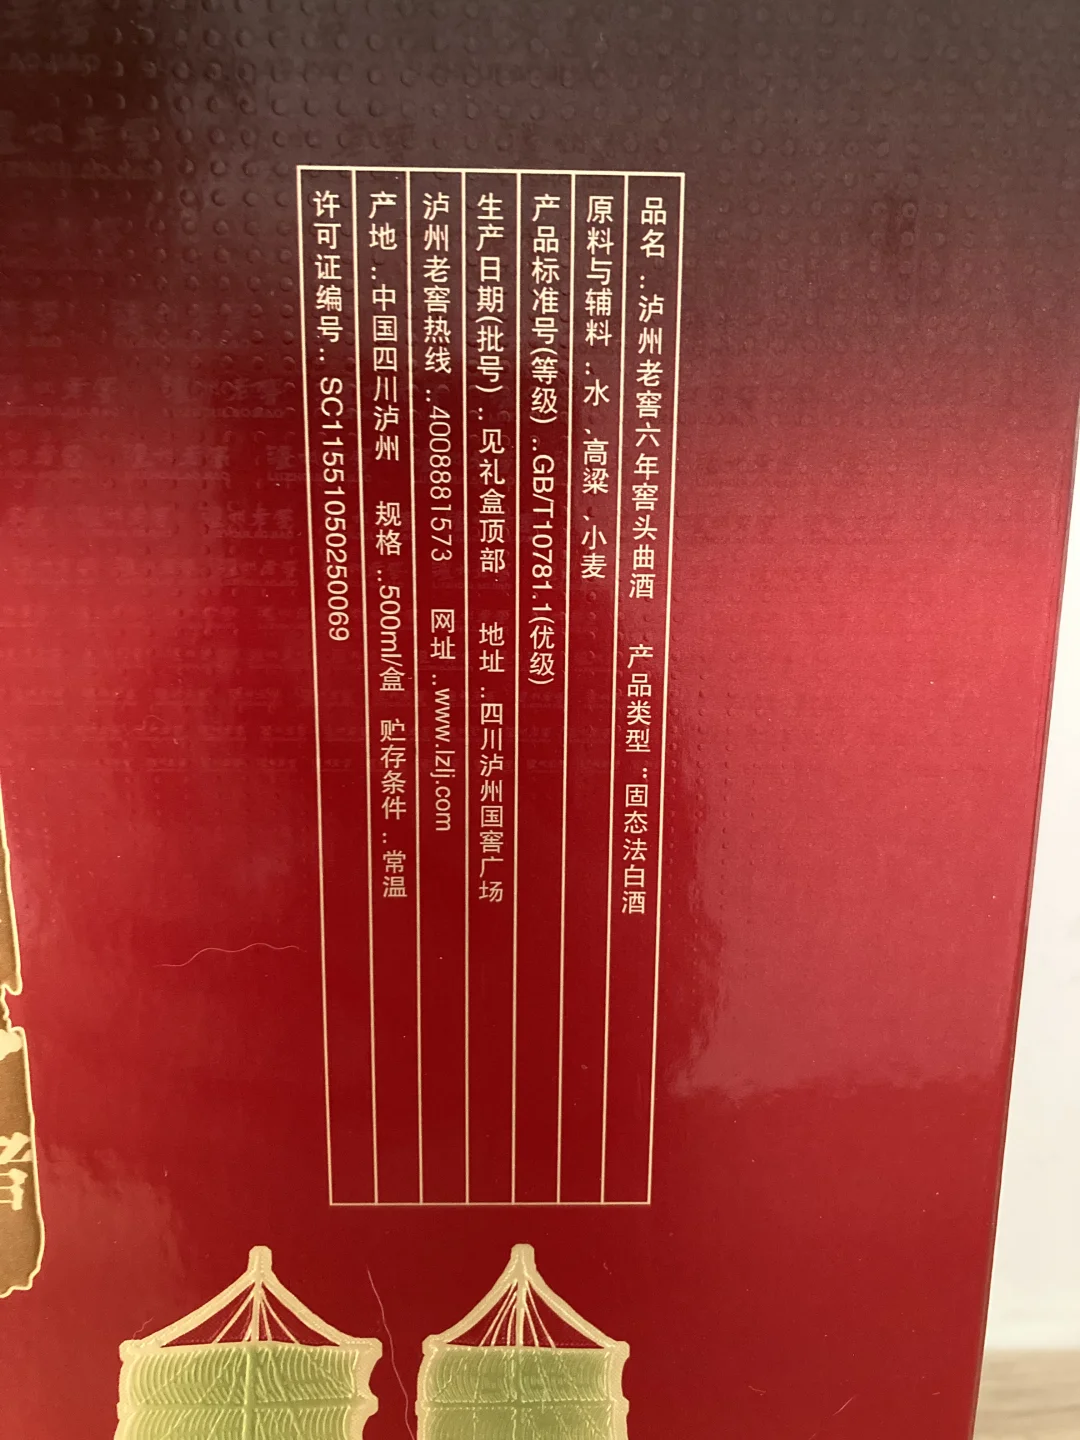 品名：泸州老窖六年窖头曲酒 产品类型：固态法白酒
原料与辅料：水、高粱、小麦
产品标准号(等级)：GB/T10781.1(优级)
生产日期(批号)：见礼盒顶部 地址：四川泸州国窖广场
泸州老窖热线：4008881573 网址：www.lzlj.com
产地：中国四川泸州 规格：500ml/盒 贮存条件：常温
许可证编号：SC11551050250069